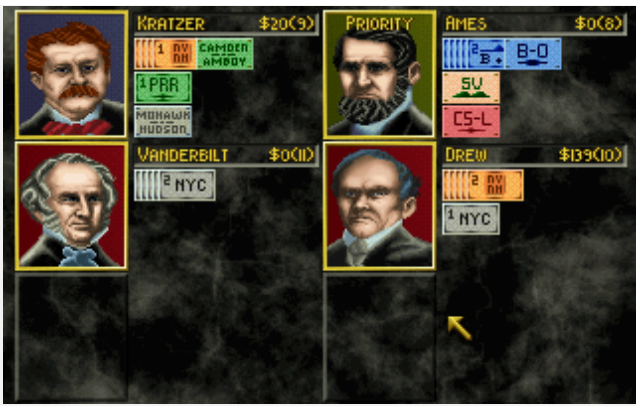 KRATZER $20(9)
1 NY NH CAMDEN AMBOY
1 PRR
MOHAWK HUDSON
PRIORITY
AMES $0(8)
2 B-O
SV
CS-L
VANDERBILT $0(11)
2 NYC
DREW $139(10)
2 NY NH
1 NYC